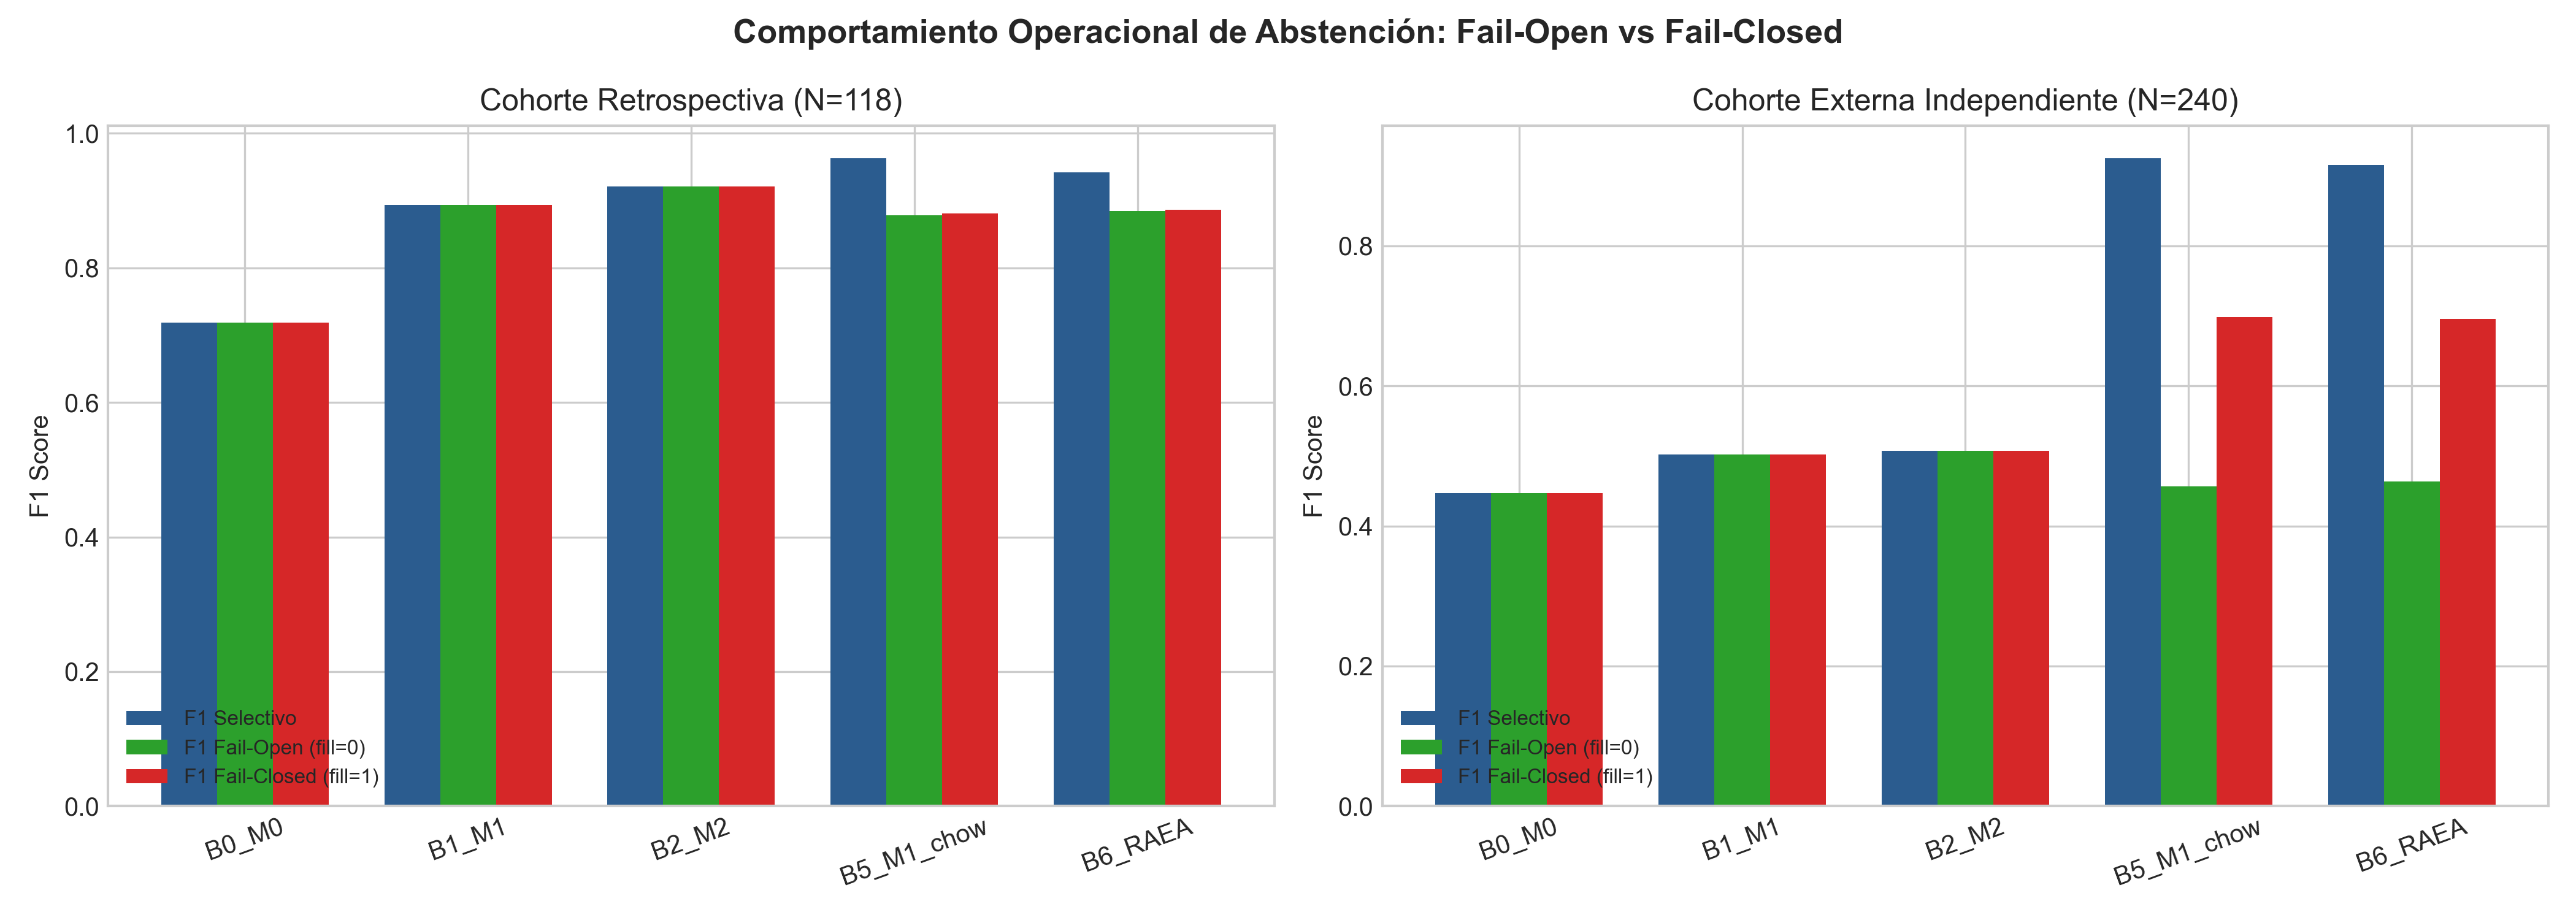 Comportamiento Operacional de Abstención: Fail-Open vs Fail-Closed
Cohorte Retrospectiva (N=118)
F1 Score
1.0
0.8
0.6
0.4
0.2
0.0
F1 Selectivo
F1 Fail-Open (fill=0)
F1 Fail-Closed (fill=1)
B0_M0
B1_M1
B2_M2
B5_M1_chow
B6_RAEA
Cohorte Externa Independiente (N=240)
F1 Score
0.8
0.6
0.4
0.2
0.0
F1 Selectivo
F1 Fail-Open (fill=0)
F1 Fail-Closed (fill=1)
B0_M0
B1_M1
B2_M2
B5_M1_chow
B6_RAEA